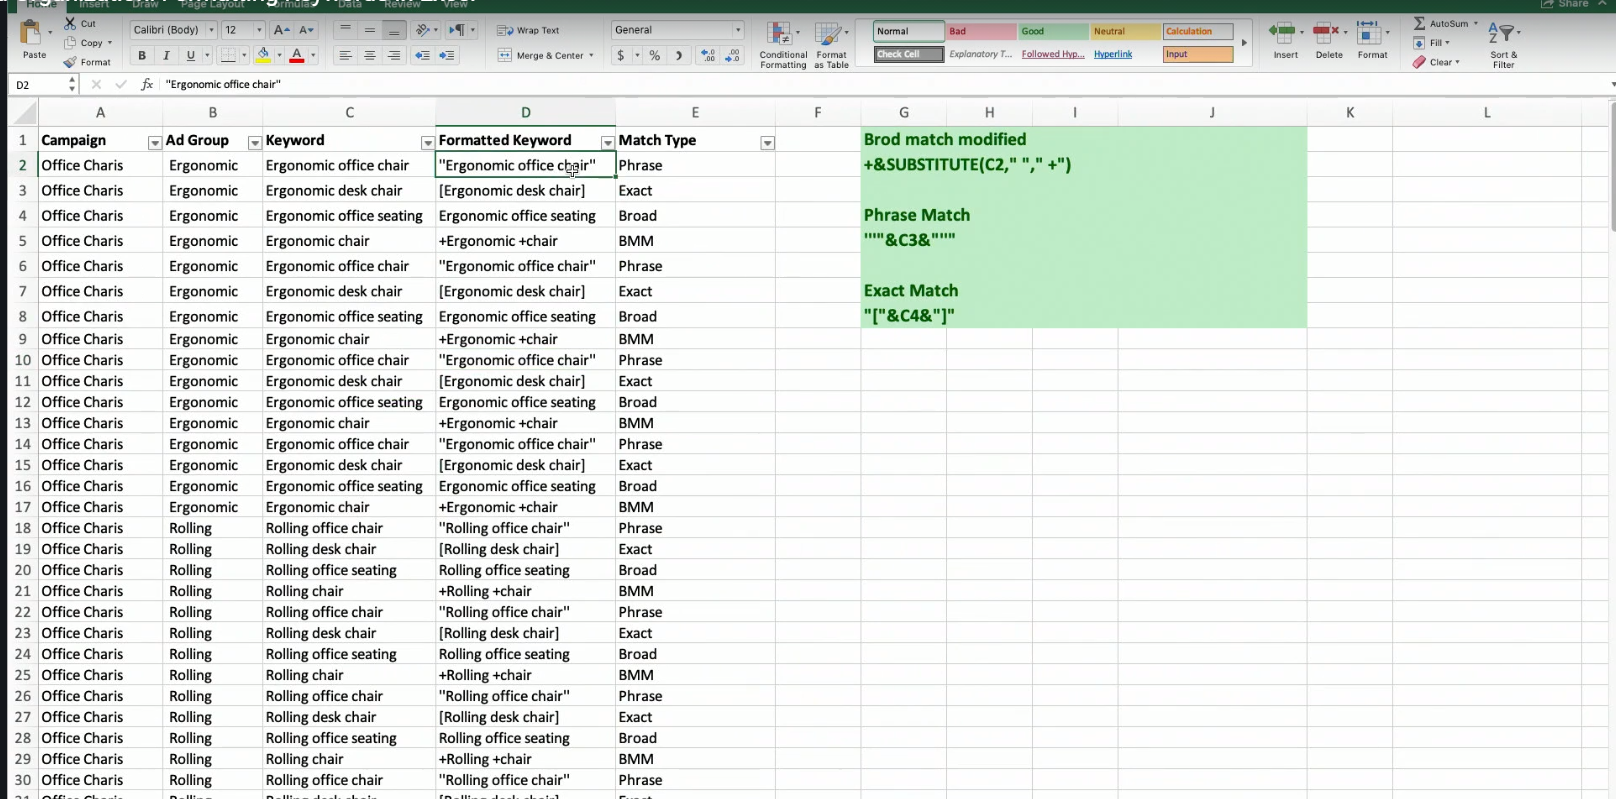 Home Insert Draw Page Layout Formulas Data Review View Share
Paste Cut Copy Format
Calibri (Body) 12 A A
B I U A
Wrap Text
Merge & Center
General
$ % )
Conditional Formatting
Format as Table
Normal Bad Good Neutral Calculation
Check Cell Explanatory T... Followed Hyp... Hyperlink Input
Insert Delete Format
AutoSum
Fill
Clear
Sort & Filter
D2 fx "Ergonomic office chair"
A B C D E F G H I J K L
1 Campaign Ad Group Keyword Formatted Keyword Match Type Brod match modified
2 Office Charis Ergonomic Ergonomic office chair "Ergonomic office chair" Phrase +&SUBSTITUTE(C2," "," +")
3 Office Charis Ergonomic Ergonomic desk chair [Ergonomic desk chair] Exact
4 Office Charis Ergonomic Ergonomic office seating Ergonomic office seating Broad Phrase Match
5 Office Charis Ergonomic Ergonomic chair +Ergonomic +chair BMM """&C3&""""
6 Office Charis Ergonomic Ergonomic office chair "Ergonomic office chair" Phrase
7 Office Charis Ergonomic Ergonomic desk chair [Ergonomic desk chair] Exact Exact Match
8 Office Charis Ergonomic Ergonomic office seating Ergonomic office seating Broad "["&C4&"]"
9 Office Charis Ergonomic Ergonomic chair +Ergonomic +chair BMM
10 Office Charis Ergonomic Ergonomic office chair "Ergonomic office chair" Phrase
11 Office Charis Ergonomic Ergonomic desk chair [Ergonomic desk chair] Exact
12 Office Charis Ergonomic Ergonomic office seating Ergonomic office seating Broad
13 Office Charis Ergonomic Ergonomic chair +Ergonomic +chair BMM
14 Office Charis Ergonomic Ergonomic office chair "Ergonomic office chair" Phrase
15 Office Charis Ergonomic Ergonomic desk chair [Ergonomic desk chair] Exact
16 Office Charis Ergonomic Ergonomic office seating Ergonomic office seating Broad
17 Office Charis Ergonomic Ergonomic chair +Ergonomic +chair BMM
18 Office Charis Rolling Rolling office chair "Rolling office chair" Phrase
19 Office Charis Rolling Rolling desk chair [Rolling desk chair] Exact
20 Office Charis Rolling Rolling office seating Rolling office seating Broad
21 Office Charis Rolling Rolling chair +Rolling +chair BMM
22 Office Charis Rolling Rolling office chair "Rolling office chair" Phrase
23 Office Charis Rolling Rolling desk chair [Rolling desk chair] Exact
24 Office Charis Rolling Rolling office seating Rolling office seating Broad
25 Office Charis Rolling Rolling chair +Rolling +chair BMM
26 Office Charis Rolling Rolling office chair "Rolling office chair" Phrase
27 Office Charis Rolling Rolling desk chair [Rolling desk chair] Exact
28 Office Charis Rolling Rolling office seating Rolling office seating Broad
29 Office Charis Rolling Rolling chair +Rolling +chair BMM
30 Office Charis Rolling Rolling office chair "Rolling office chair" Phrase